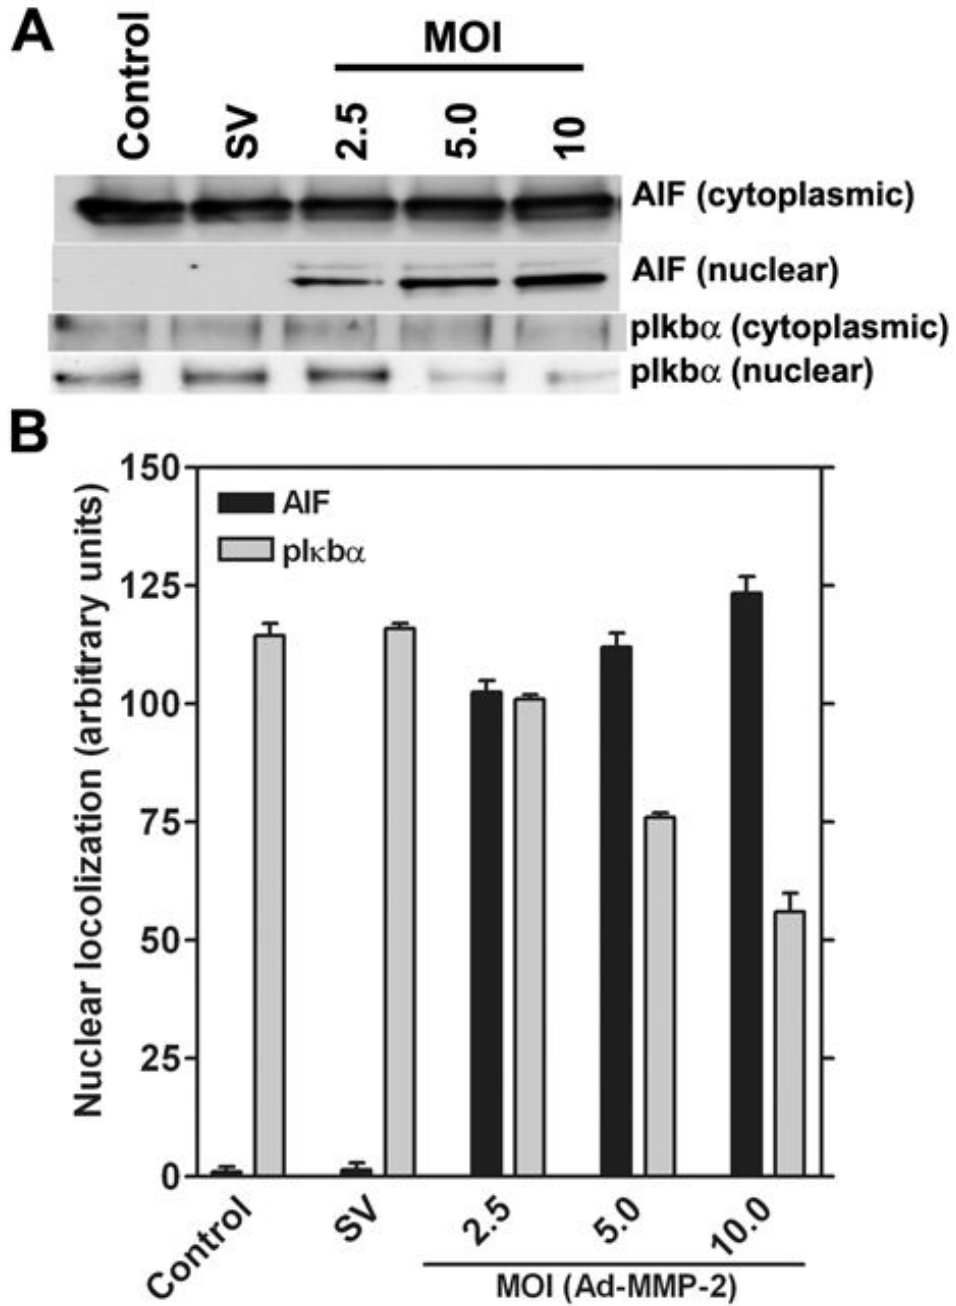 A
MOI
Control
SV
2.5
5.0
10
AIF (cytoplasmic)
AIF (nuclear)
pIkbα (cytoplasmic)
pIkbα (nuclear)
B
150
125
100
75
50
25
0
Nuclear locolization (arbitrary units)
AIF
pIκbα
Control
SV
2.5
5.0
10.0
MOI (Ad-MMP-2)